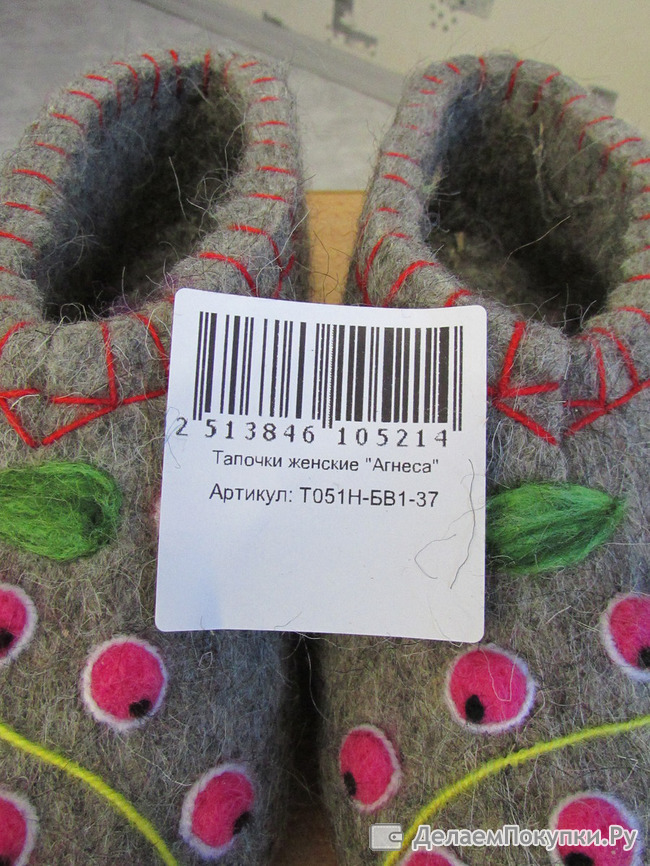 2 513846 105214
Тапочки женские "Агнеса"
Артикул: Т051Н-БВ1-37
ДелаемПокупки.Ру